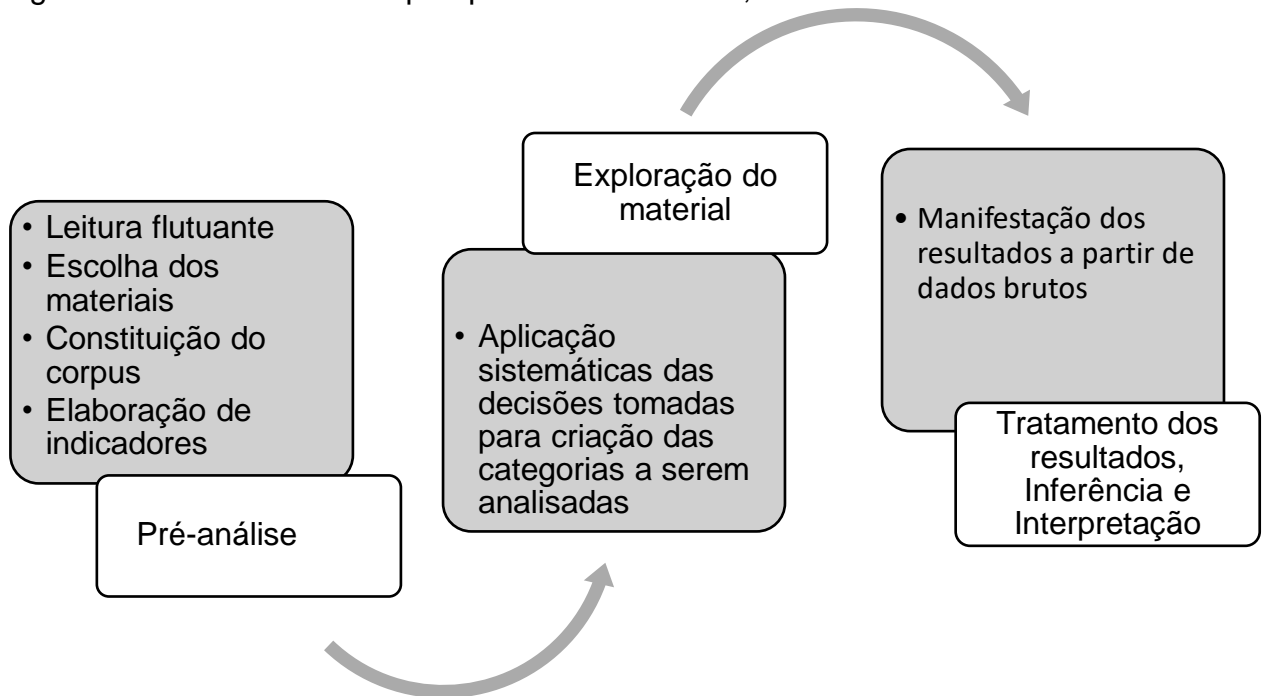 • Leitura flutuante
• Escolha dos
materiais
• Constituição do
corpus
• Elaboração de
indicadores
Pré-análise
Exploração do
material
• Aplicação
sistemáticas das
decisões tomadas
para criação das
categorias a serem
analisadas
• Manifestação dos
resultados a partir de
dados brutos
Tratamento dos
resultados,
Inferência e
Interpretação